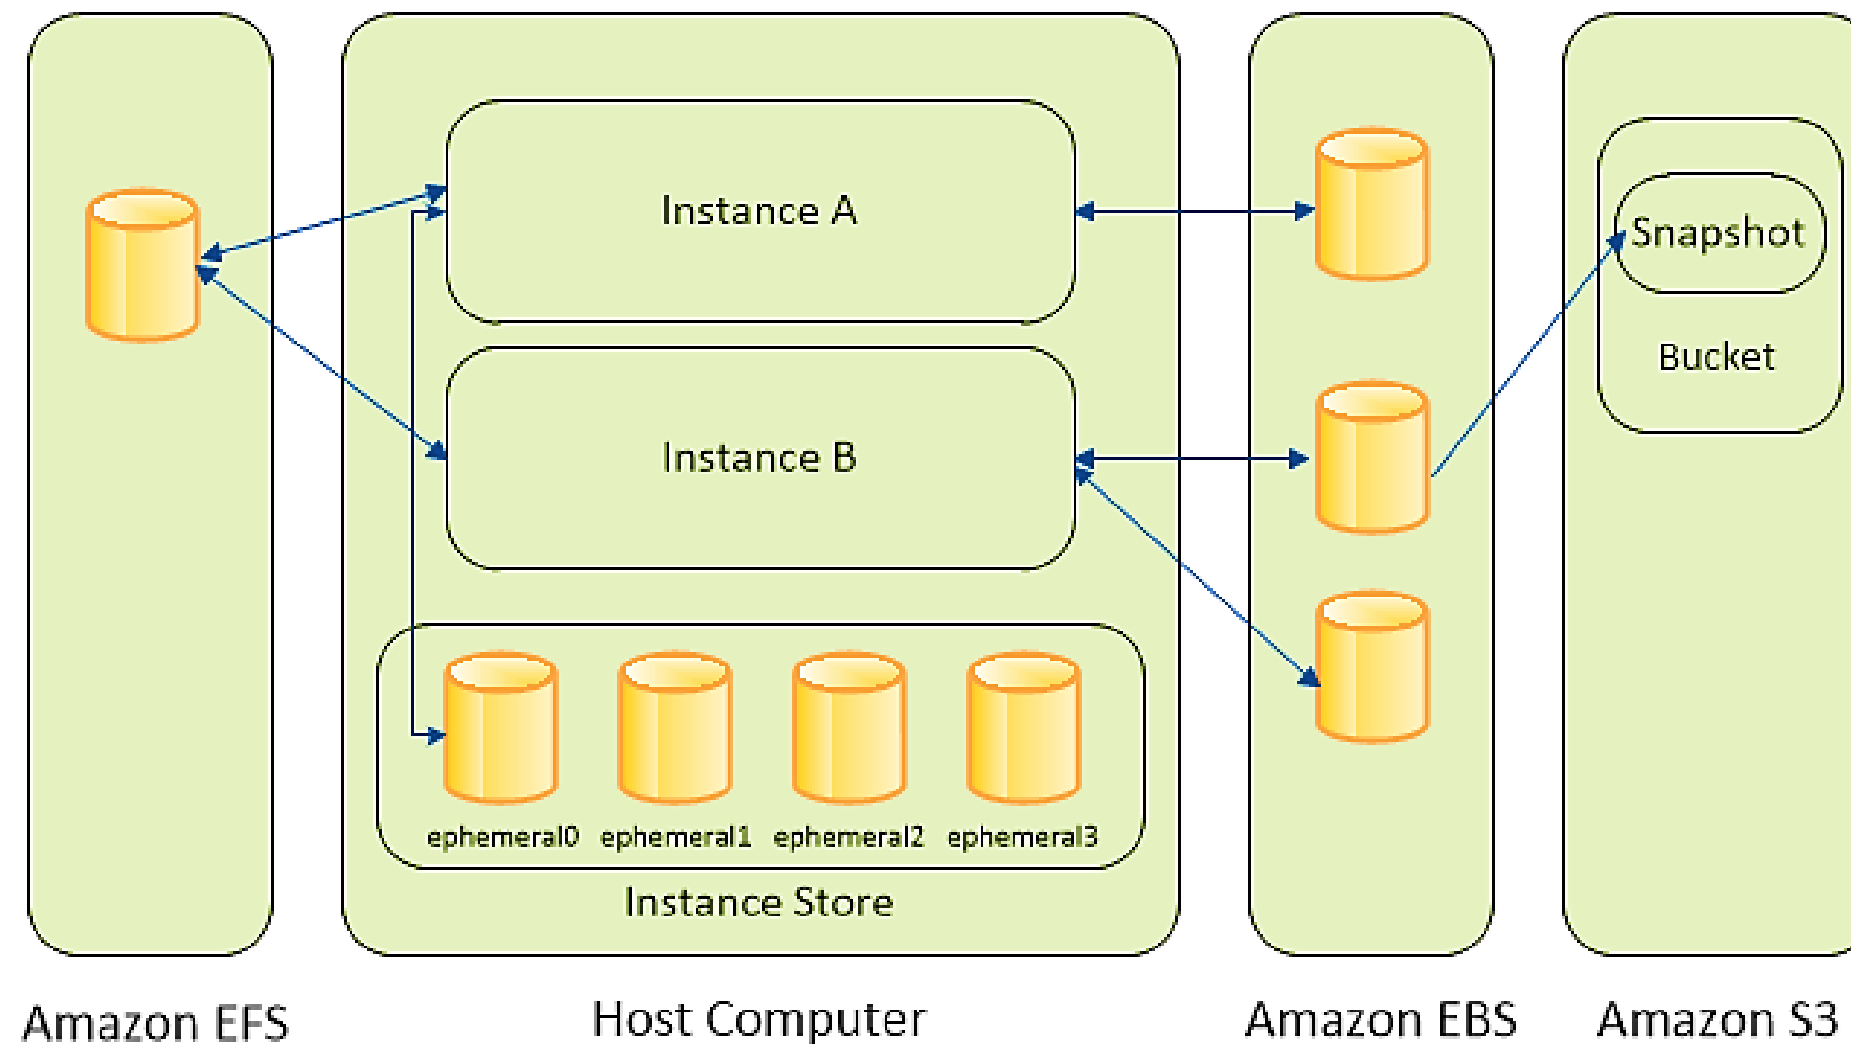 Instance A
Instance B
Snapshot
Bucket
ephemeral0 ephemeral1 ephemeral2 ephemeral3
Instance Store
Amazon EFS
Host Computer
Amazon EBS
Amazon S3